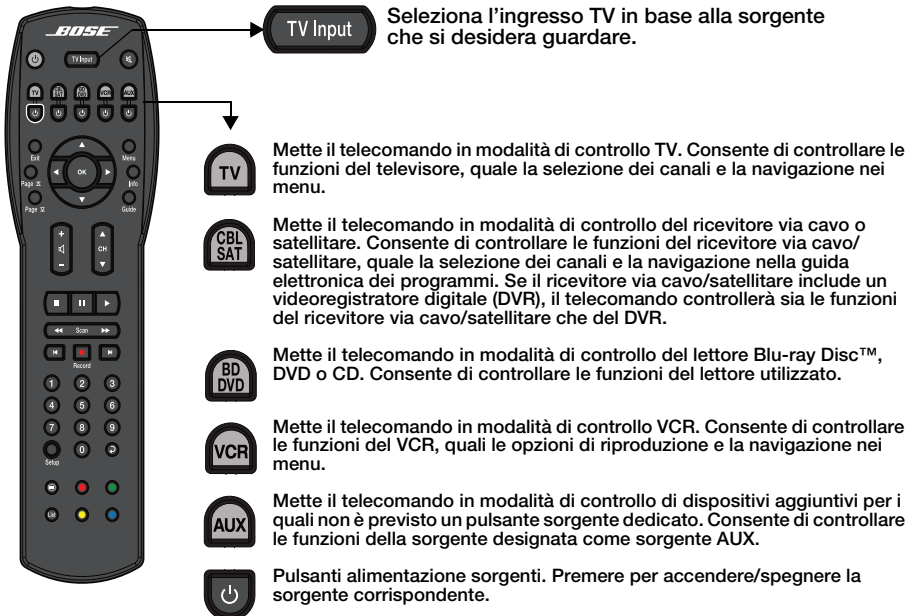 BOSE
TV Input
TV
CBL
SAT
BD
DVD
VCR
AUX
Exit
Menu
OK
Page
Info
Page
Guide
+
CH
-
Scan
Record
1 2 3
4 5 6
7 8 9
0
Setup
List
TV Input
Seleziona l'ingresso TV in base alla sorgente
che si desidera guardare.
TV
Mette il telecomando in modalità di controllo TV. Consente di controllare le
funzioni del televisore, quale la selezione dei canali e la navigazione nei
menu.
CBL
SAT
Mette il telecomando in modalità di controllo del ricevitore via cavo o
satellitare. Consente di controllare le funzioni del ricevitore via cavo/
satellitare, quale la selezione dei canali e la navigazione nella guida
elettronica dei programmi. Se il ricevitore via cavo/satellitare include un
videoregistratore digitale (DVR), il telecomando controllerà sia le funzioni
del ricevitore via cavo/satellitare che del DVR.
BD
DVD
Mette il telecomando in modalità di controllo del lettore Blu-ray Disc™,
DVD o CD. Consente di controllare le funzioni del lettore utilizzato.
VCR
Mette il telecomando in modalità di controllo VCR. Consente di controllare
le funzioni del VCR, quali le opzioni di riproduzione e la navigazione nei
menu.
AUX
Mette il telecomando in modalità di controllo di dispositivi aggiuntivi per i
quali non è previsto un pulsante sorgente dedicato. Consente di controllare
le funzioni della sorgente designata come sorgente AUX.
Pulsanti alimentazione sorgenti. Premere per accendere/spegnere la
sorgente corrispondente.